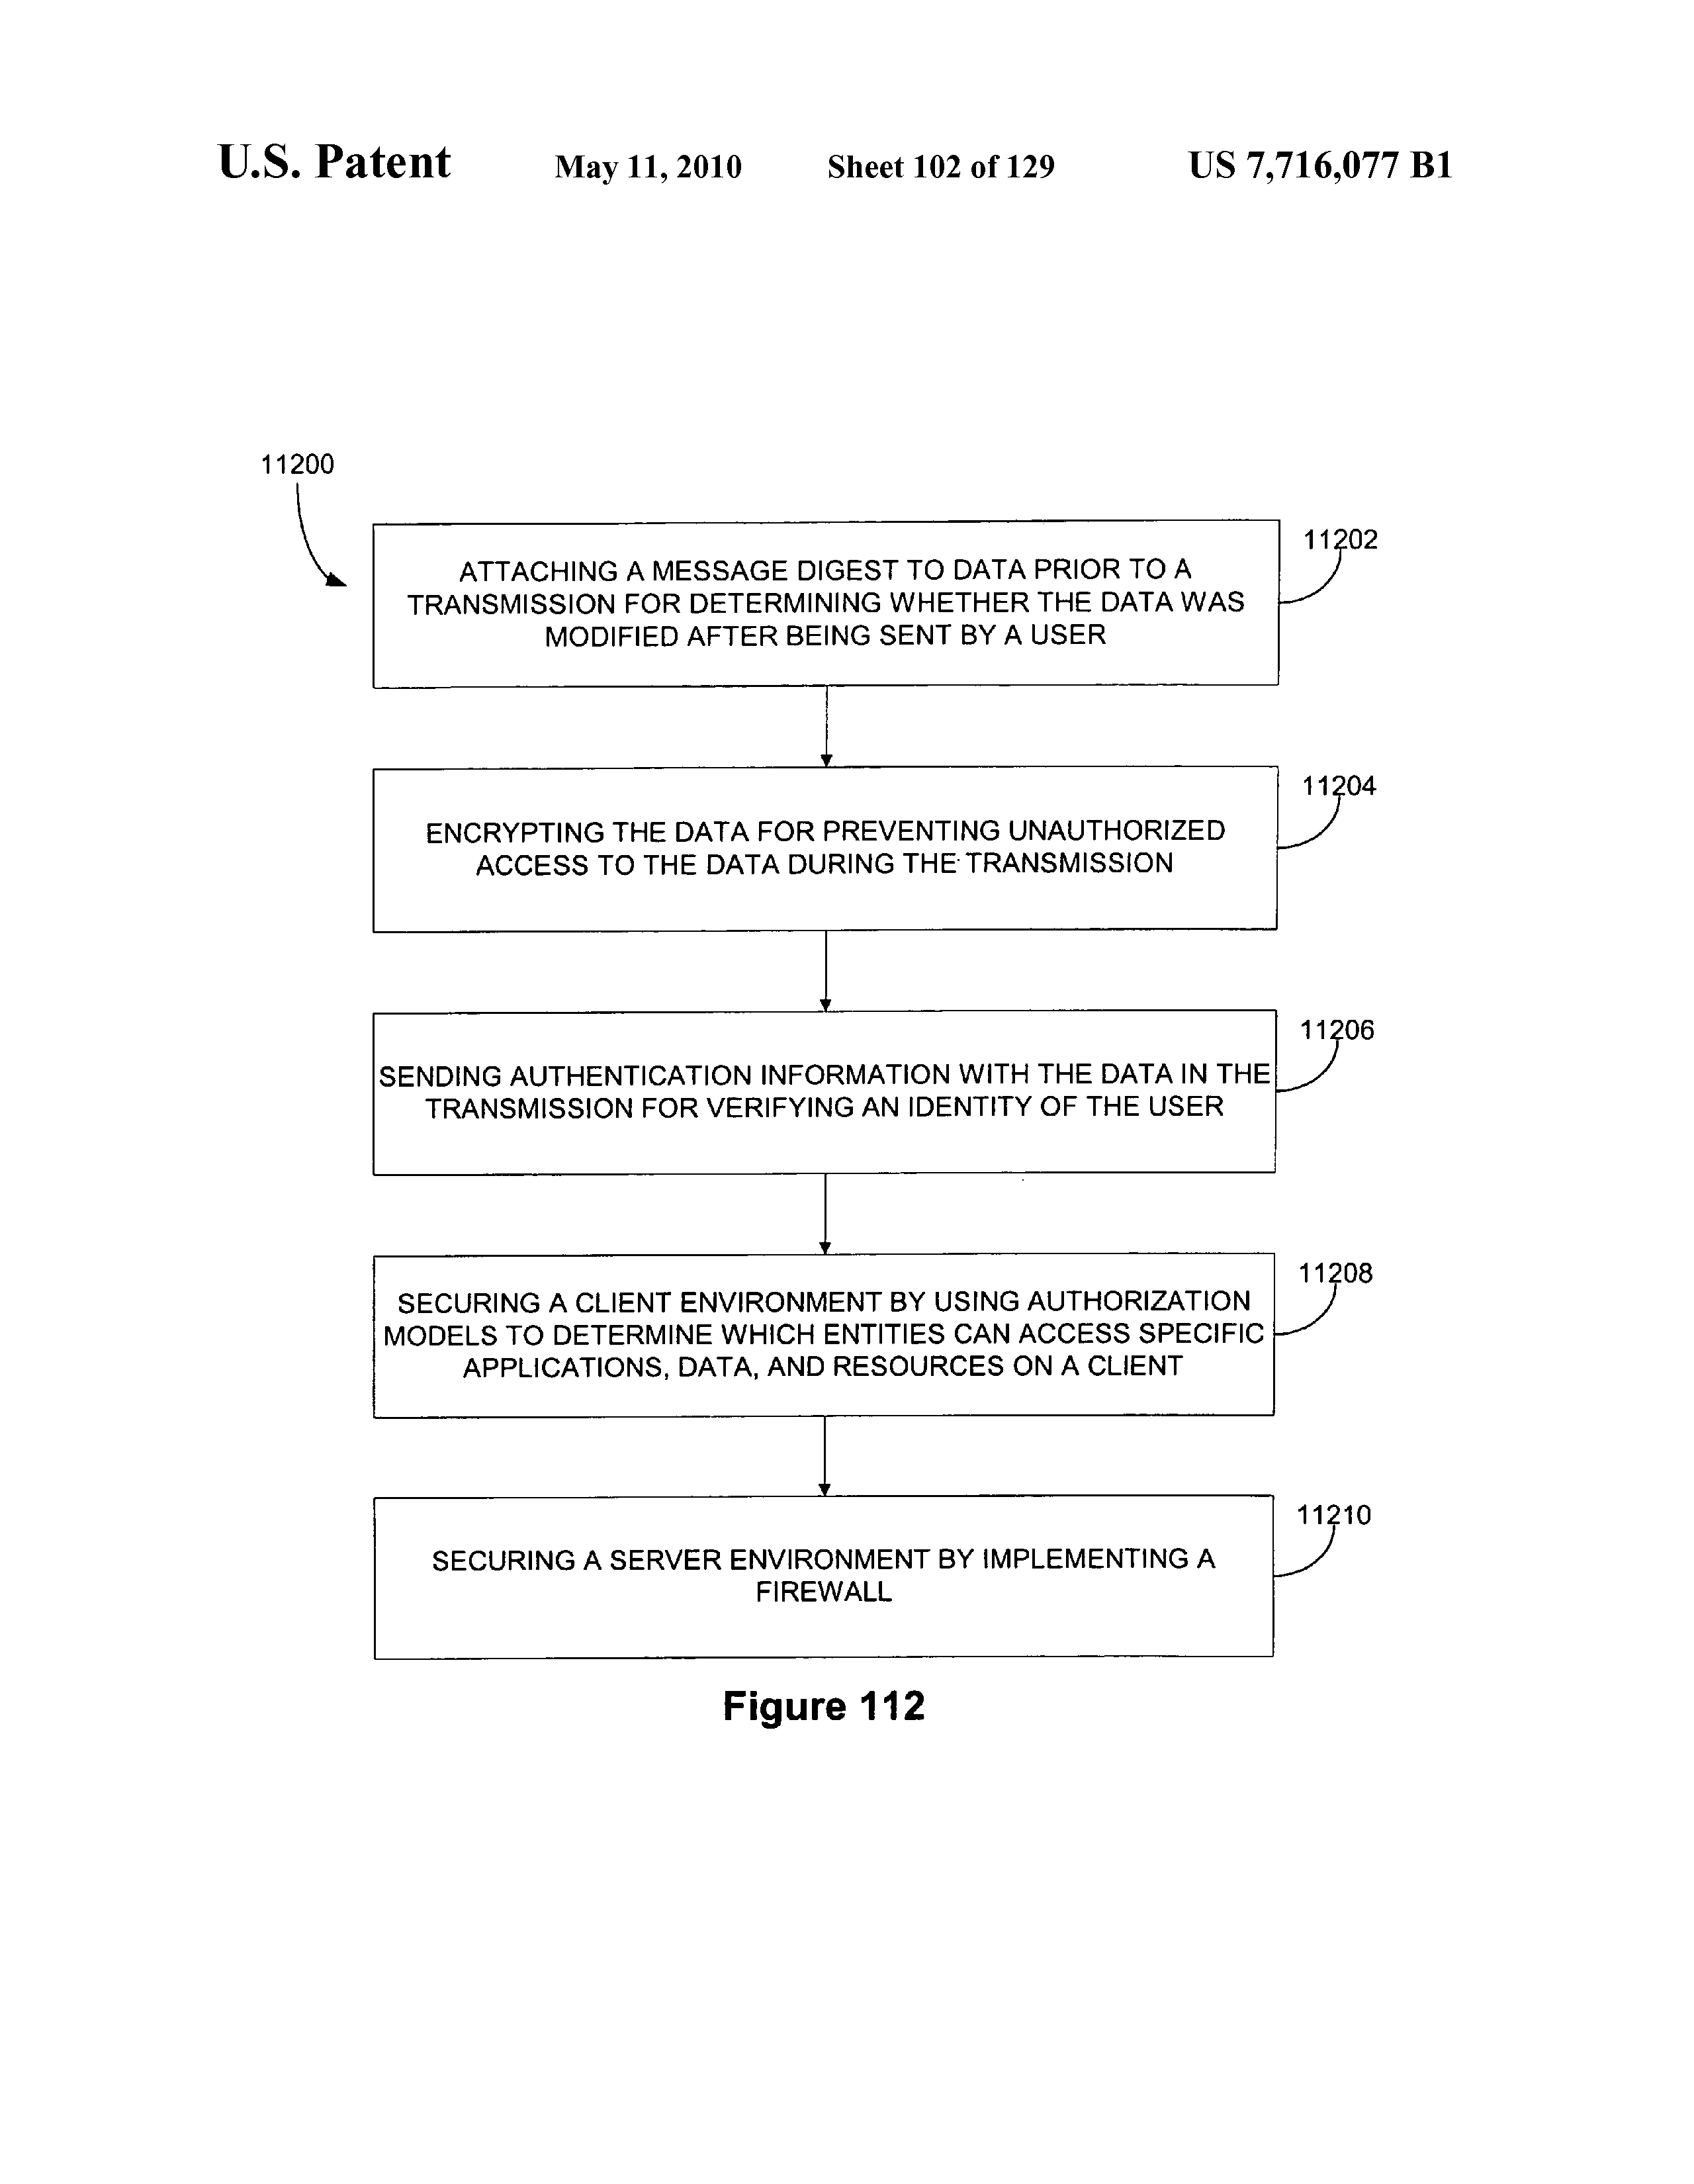 U.S. Patent May 11, 2010 Sheet 102 of 129 US 7,716,077 B1
11200
11202
ATTACHING A MESSAGE DIGEST TO DATA PRIOR TO A
TRANSMISSION FOR DETERMINING WHETHER THE DATA WAS
MODIFIED AFTER BEING SENT BY A USER
11204
ENCRYPTING THE DATA FOR PREVENTING UNAUTHORIZED
ACCESS TO THE DATA DURING THE TRANSMISSION
11206
SENDING AUTHENTICATION INFORMATION WITH THE DATA IN THE
TRANSMISSION FOR VERIFYING AN IDENTITY OF THE USER
11208
SECURING A CLIENT ENVIRONMENT BY USING AUTHORIZATION
MODELS TO DETERMINE WHICH ENTITIES CAN ACCESS SPECIFIC
APPLICATIONS, DATA, AND RESOURCES ON A CLIENT
11210
SECURING A SERVER ENVIRONMENT BY IMPLEMENTING A
FIREWALL
Figure 112